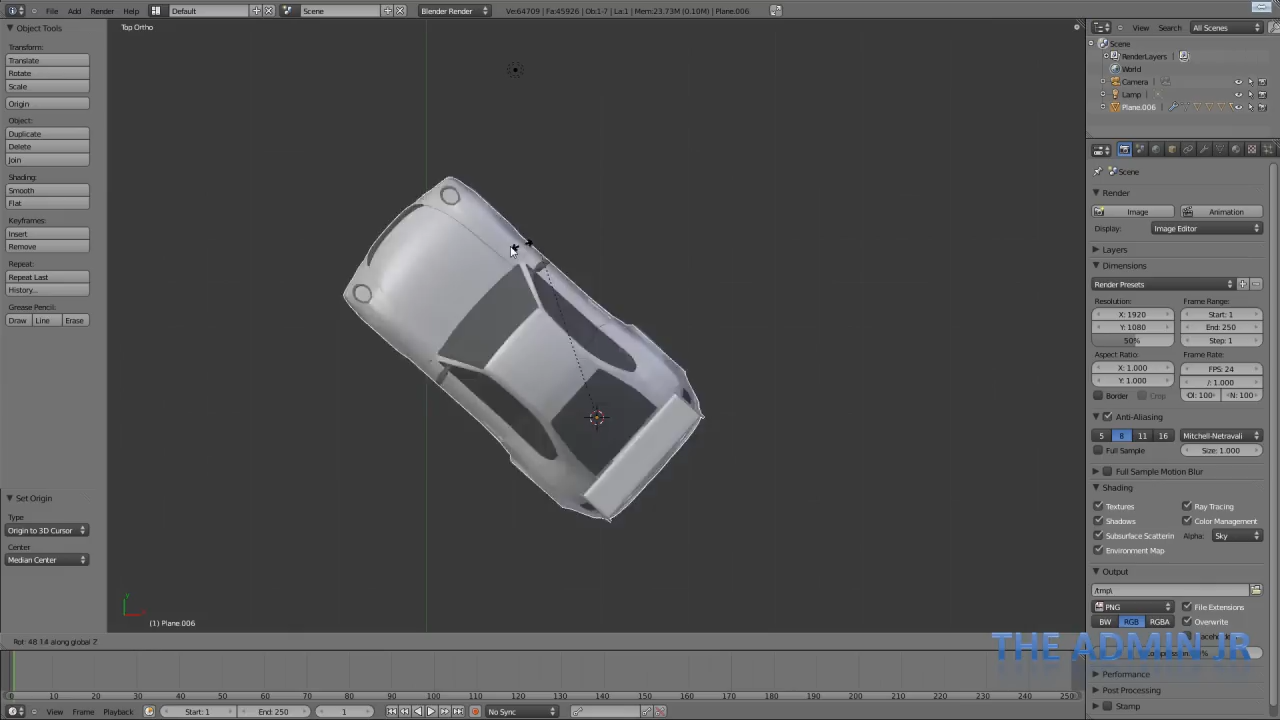 File Add Render Help Default Scene Blender Render Ve:64709 | Fa:45926 | Ob:1-7 | La:1 | Mem:23.73M (0.10M) | Plane.006
Object Tools
Transform:
Translate
Rotate
Scale
Origin
Object:
Duplicate
Delete
Join
Shading:
Smooth
Flat
Keyframes:
Insert
Remove
Repeat:
Repeat Last
History...
Grease Pencil:
Draw Line Erase
Set Origin
Type
Origin to 3D Cursor
Center
Median Center
Top Ortho
(1) Plane.006
Rot: 48.14 along global Z
View Search All Scenes
Scene
RenderLayers
World
Camera
Lamp
Plane.006
Scene
Render
Image Animation
Display: Image Editor
Layers
Dimensions
Render Presets
Resolution: Frame Range:
X: 1920 Start: 1
Y: 1080 End: 250
50% Step: 1
Aspect Ratio: Frame Rate:
X: 1.000 FPS: 24
Y: 1.000 /: 1.000
Border Crop Ol: 100 N: 100
Anti-Aliasing
5 8 11 16 Mitchell-Netravali
Full Sample Size: 1.000
Full Sample Motion Blur
Shading
Textures Ray Tracing
Shadows Color Management
Subsurface Scatterin Alpha: Sky
Environment Map
Output
/tmp\
PNG File Extensions
BW RGB RGBA Overwrite
THE ADMIN JR
Performance
Post Processing
Stamp
0 10 20 30 40 50 60 70 80 90 100 110 120 130 140 150 160 170 180 190 200 210 220 230 240 250
View Frame Playback Start: 1 End: 250 1 No Sync